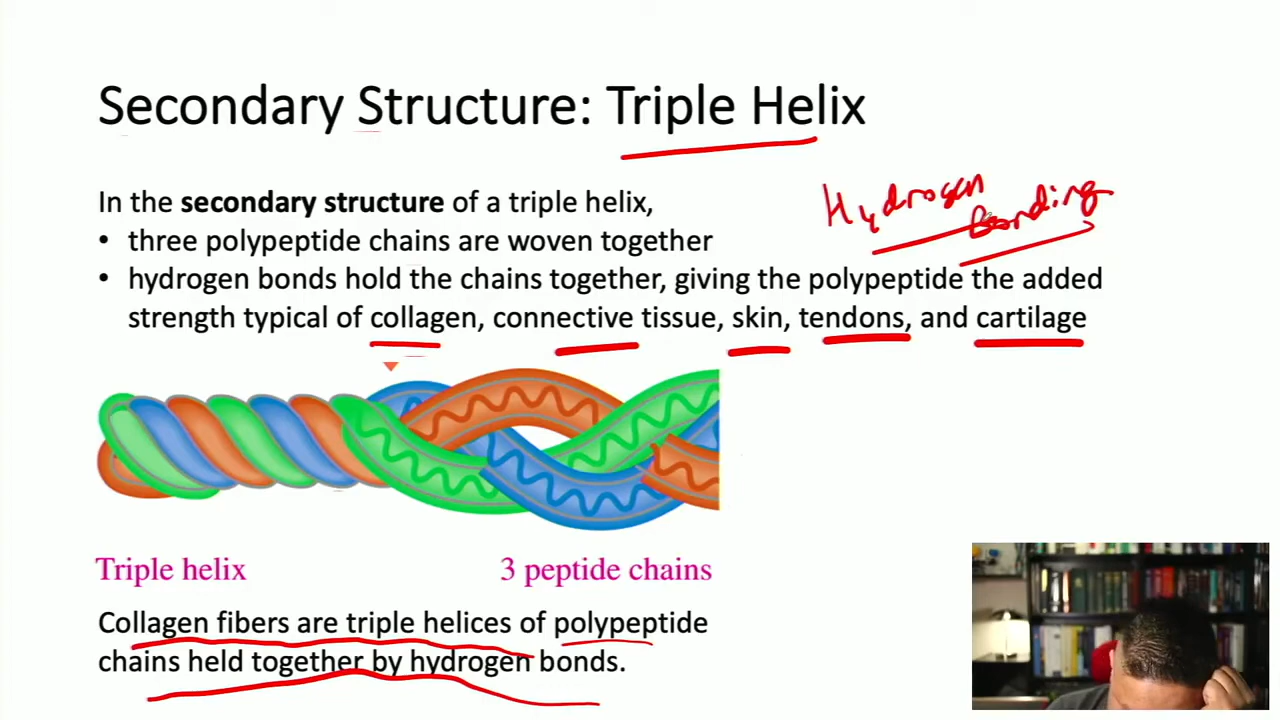 Secondary Structure: Triple Helix
In the secondary structure of a triple helix,
Hydrogen
Bonding
• three polypeptide chains are woven together
• hydrogen bonds hold the chains together, giving the polypeptide the added
strength typical of collagen, connective tissue, skin, tendons, and cartilage
Triple helix
3 peptide chains
Collagen fibers are triple helices of polypeptide
chains held together by hydrogen bonds.